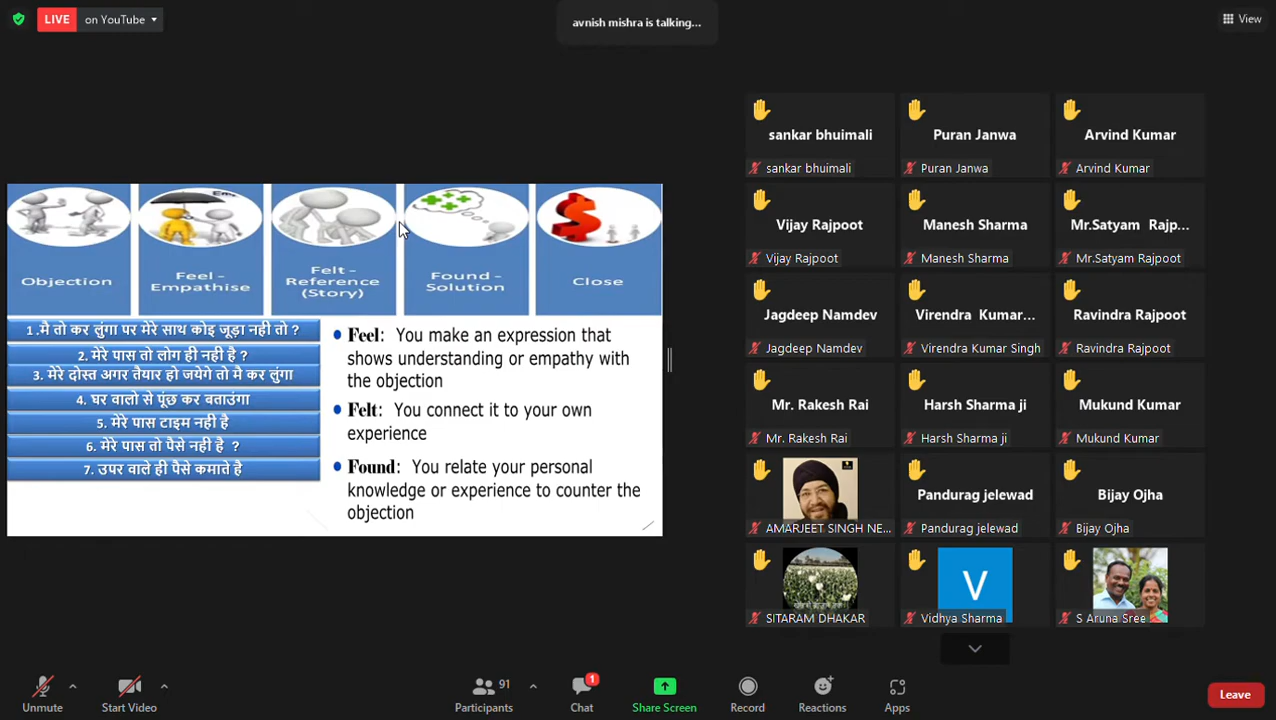 LIVE on YouTube
avnish mishra is talking...
View
Objection
Feel -
Empathise
Felt -
Reference
(Story)
Found -
Solution
Close
1.मै तो कर लुंगा पर मेरे साथ कोइ जूड़ा नही तो ?
2. मेरे पास तो लोग ही नही है ?
3. मेरे दोस्त अगर तैयार हो जयेगे तो मै कर लुंगा
4. घर वालो से पूंछ कर बताउंगा
5. मेरे पास टाइम नही है
6. मेरे पास तो पैसे नही है ?
7. उपर वाले ही पैसे कमाते है
Feel: You make an expression that
shows understanding or empathy with
the objection
Felt: You connect it to your own
experience
Found: You relate your personal
knowledge or experience to counter the
objection
sankar bhuimali
sankar bhuimali
Puran Janwa
Puran Janwa
Arvind Kumar
Arvind Kumar
Vijay Rajpoot
Vijay Rajpoot
Manesh Sharma
Manesh Sharma
Mr.Satyam Rajp...
Mr.Satyam Rajpoot
Jagdeep Namdev
Jagdeep Namdev
Virendra Kumar...
Virendra Kumar Singh
Ravindra Rajpoot
Ravindra Rajpoot
Mr. Rakesh Rai
Mr. Rakesh Rai
Harsh Sharma ji
Harsh Sharma ji
Mukund Kumar
Mukund Kumar
AMARJEET SINGH NE...
Pandurag jelewad
Pandurag jelewad
Bijay Ojha
Bijay Ojha
SITARAM DHAKAR
V
Vidhya Sharma
S Aruna Sree
Unmute
Start Video
91
Participants
1
Chat
Share Screen
Record
Reactions
Apps
Leave